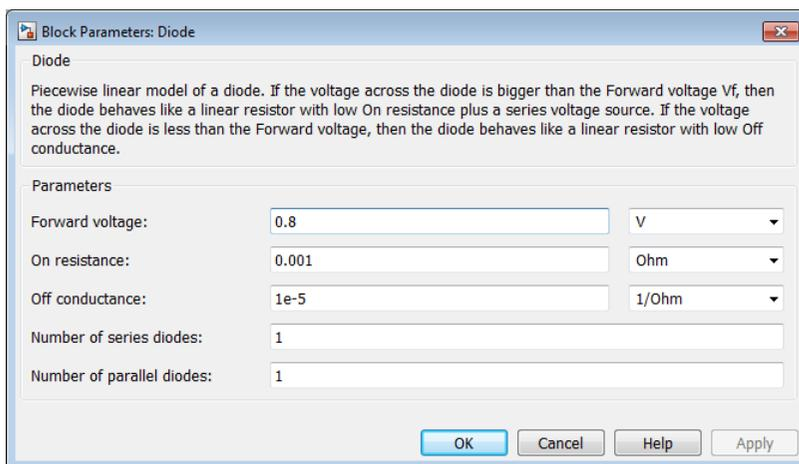 Block Parameters: Diode
Diode
Piecewise linear model of a diode. If the voltage across the diode is bigger than the Forward voltage Vf, then
the diode behaves like a linear resistor with low On resistance plus a series voltage source. If the voltage
across the diode is less than the Forward voltage, then the diode behaves like a linear resistor with low Off
conductance.
Parameters
Forward voltage: 0.8 V
On resistance: 0.001 Ohm
Off conductance: 1e-5 1/Ohm
Number of series diodes: 1
Number of parallel diodes: 1
OK Cancel Help Apply